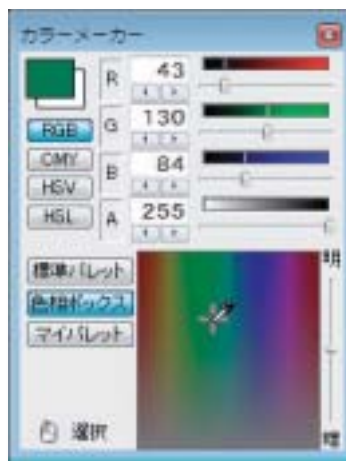 カラーメーカー
R 43
RGB
G 130
CMY
B 84
HSV
HSL
A 255
標準パレット
明
色相ボックス
マイパレット
選択
暗